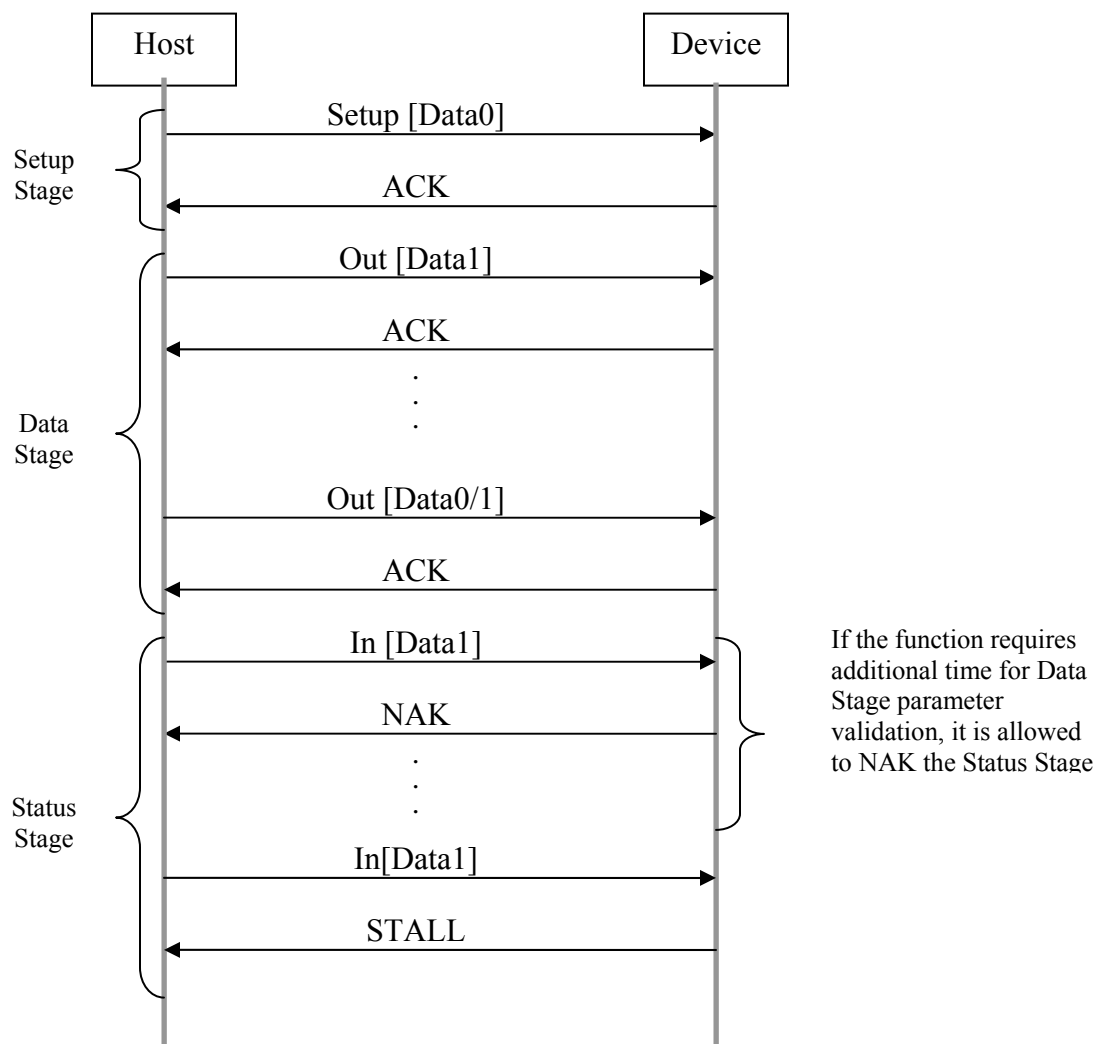 Host
Device
Setup [Data0]
Setup
Stage
ACK
Out [Data1]
ACK
.
.
.
Data
Stage
Out [Data0/1]
ACK
In [Data1]
If the function requires
additional time for Data
Stage parameter
validation, it is allowed
to NAK the Status Stage
NAK
.
.
.
Status
Stage
In[Data1]
STALL